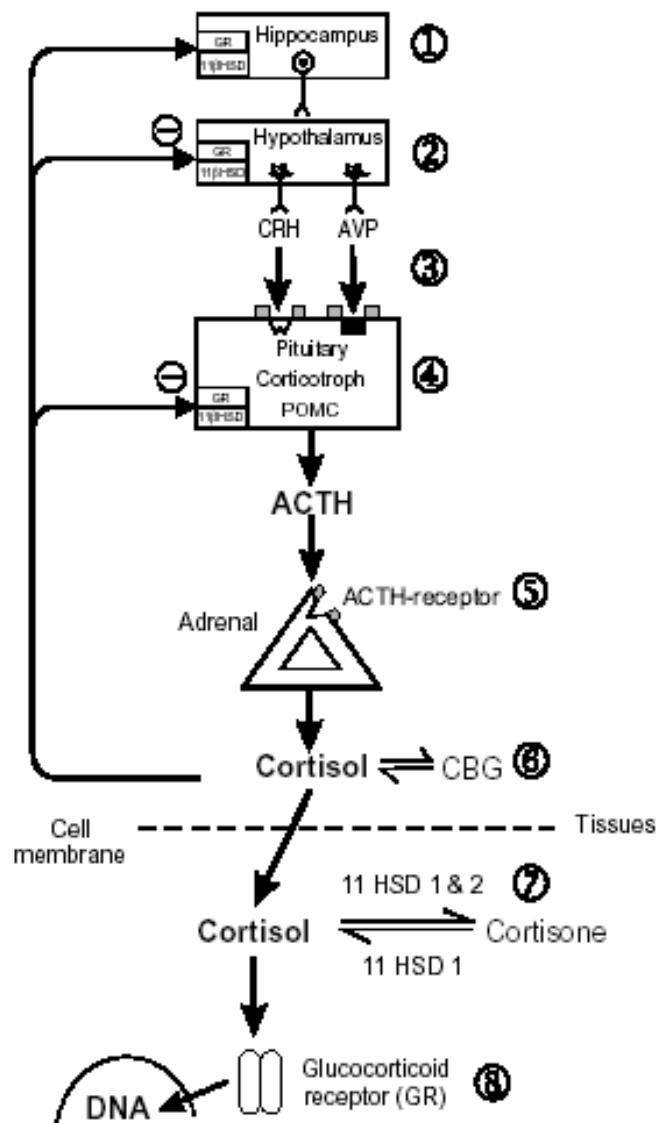 Hippocampus
①
GR
11βHSD
Hypothalamus
②
GR
11βHSD
CRH
AVP
③
Pituitary
Corticotroph
POMC
④
GR
11βHSD
ACTH
ACTH-receptor
⑤
Adrenal
Cortisol
CBG
⑥
Cell
membrane
Tissues
11 HSD 1 & 2
⑦
Cortisol
Cortisone
11 HSD 1
Glucocorticoid
receptor (GR)
⑧
DNA